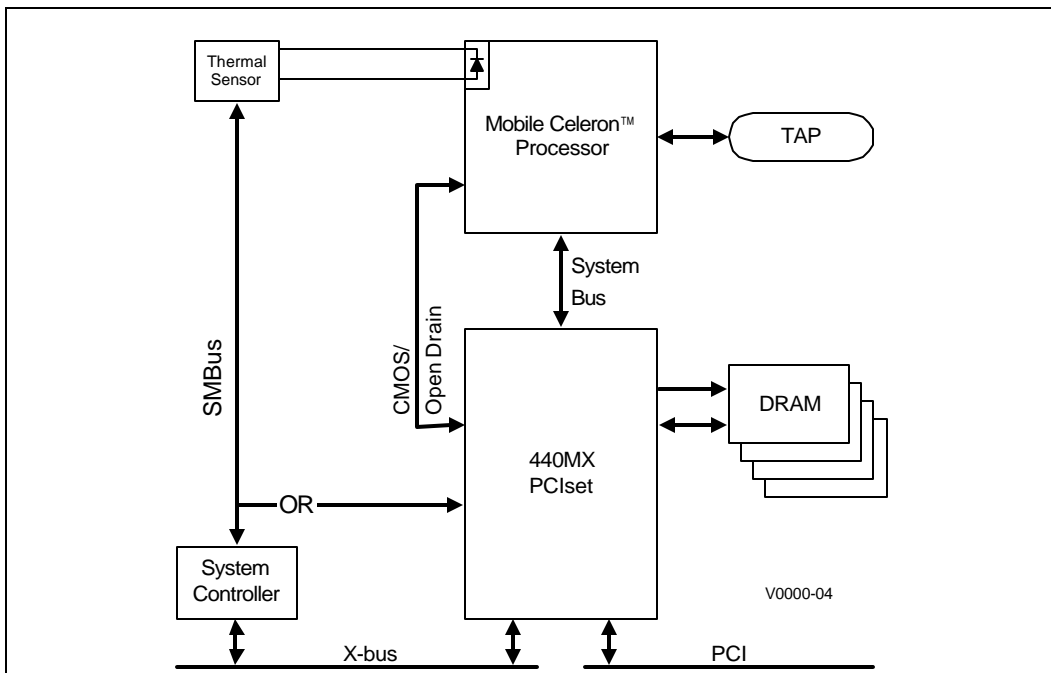 Thermal
Sensor
Mobile Celeron™
Processor
TAP
System
Bus
SMBus
CMOS/
Open Drain
DRAM
440MX
PCIset
OR
System
Controller
V0000-04
X-bus
PCI